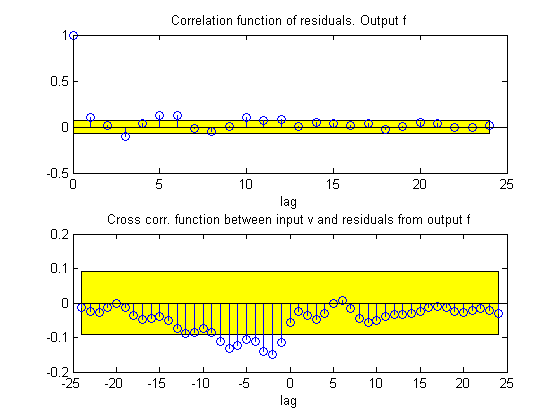 Correlation function of residuals. Output f
1
0.5
0
-0.5
0 5 10 15 20 25
lag
Cross corr. function between input v and residuals from output f
0.2
0.1
0
-0.1
-0.2
-25 -20 -15 -10 -5 0 5 10 15 20 25
lag